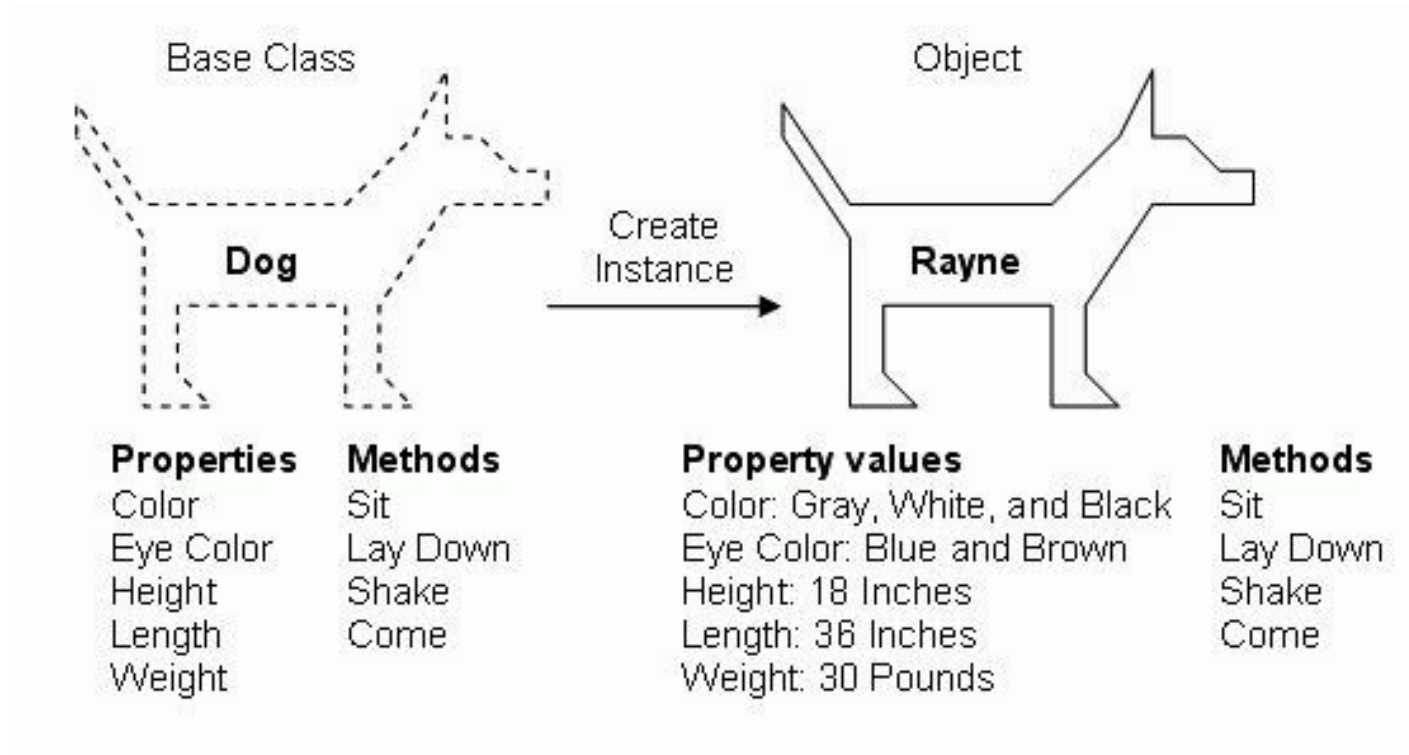 Base Class
Dog
Properties
Color
Eye Color
Height
Length
Weight
Methods
Sit
Lay Down
Shake
Come
Create
Instance
Object
Rayne
Property values
Color: Gray, White, and Black
Eye Color: Blue and Brown
Height: 18 Inches
Length: 36 Inches
Weight: 30 Pounds
Methods
Sit
Lay Down
Shake
Come